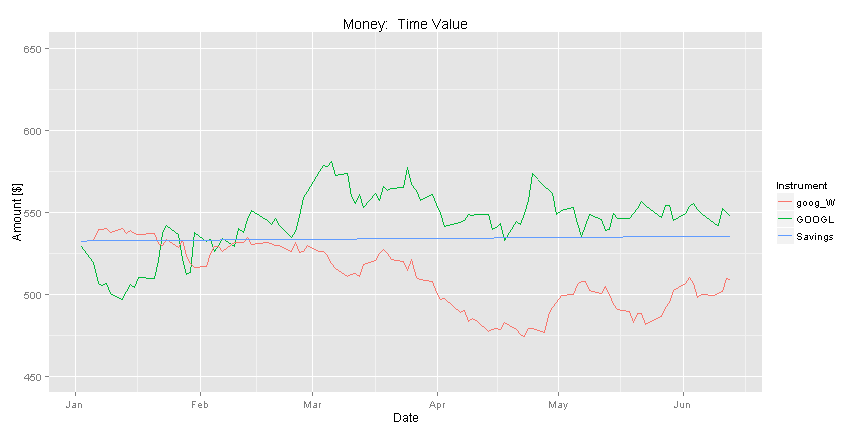 Money:  Time Value
650
600
550
500
450
Amount [$]
Jan Feb Mar Apr May Jun
Date
Instrument
goog_W
GOOGL
Savings